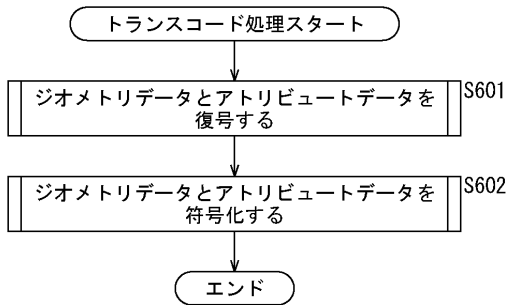 トランスコード処理スタート
ジオメトリデータとアトリビュートデータを
復号する
S601
ジオメトリデータとアトリビュートデータを
符号化する
S602
エンド